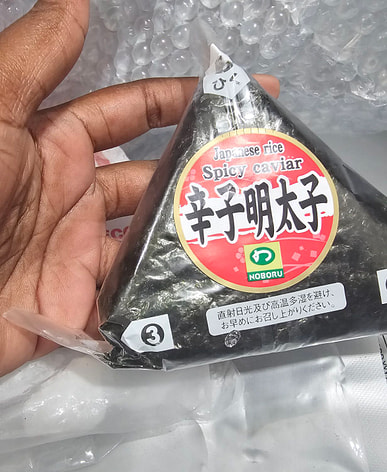 ひく
Japanese rice
Spicy caviar
辛子明太子
NOBORU
直射日光及び高温多湿を避け、
お早めにお召し上がりください。
3